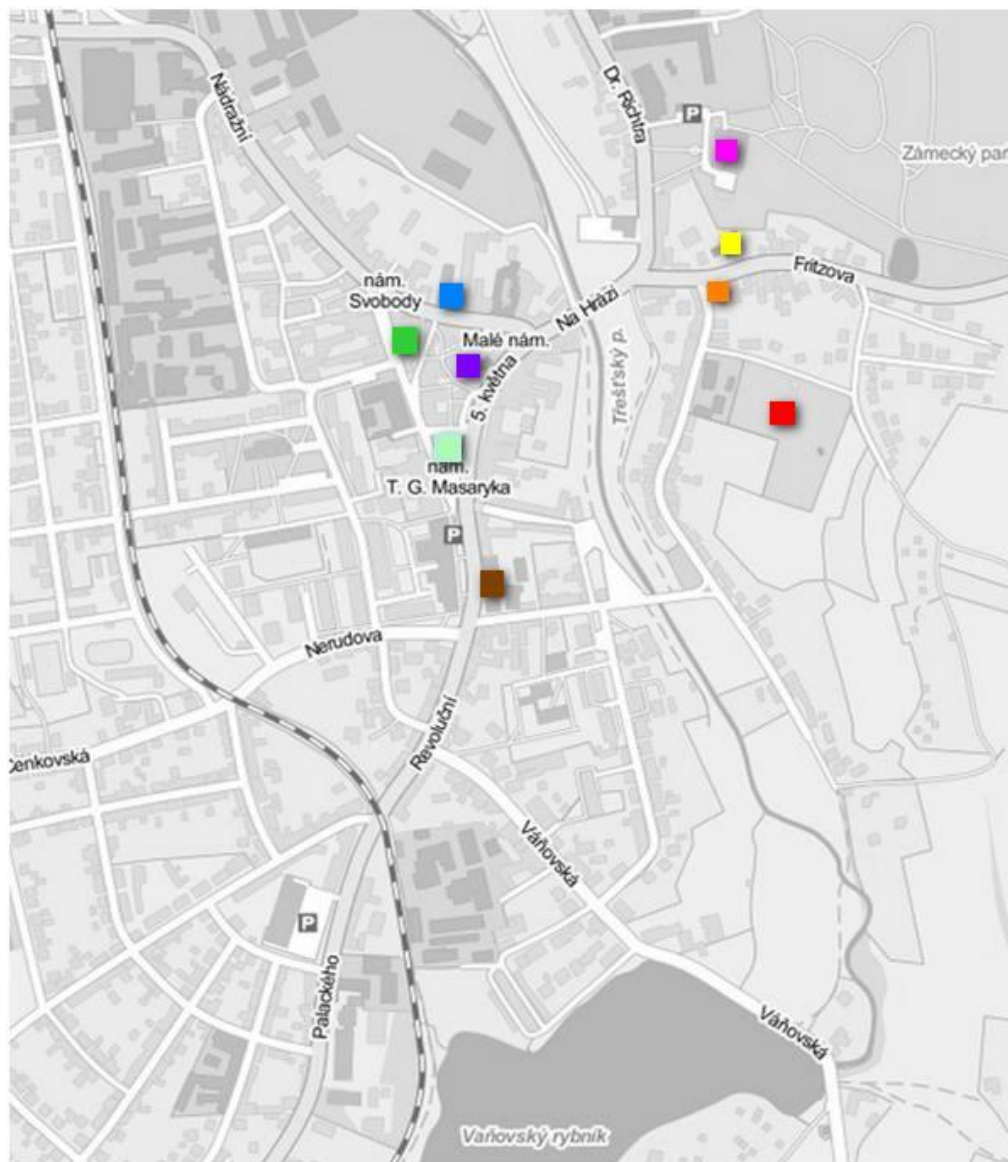 Nádražní
Dr. Richtra
P
Zámecký par
nám.
Svobody
Fritzova
Na Hrázi
Malé nám.
5. května
Třešťský p.
nám.
T. G. Masaryka
P
Nerudova
Revoluční
Čenkovská
Váňovská
P
Palackého
Váňovská
Vaňovský rybník